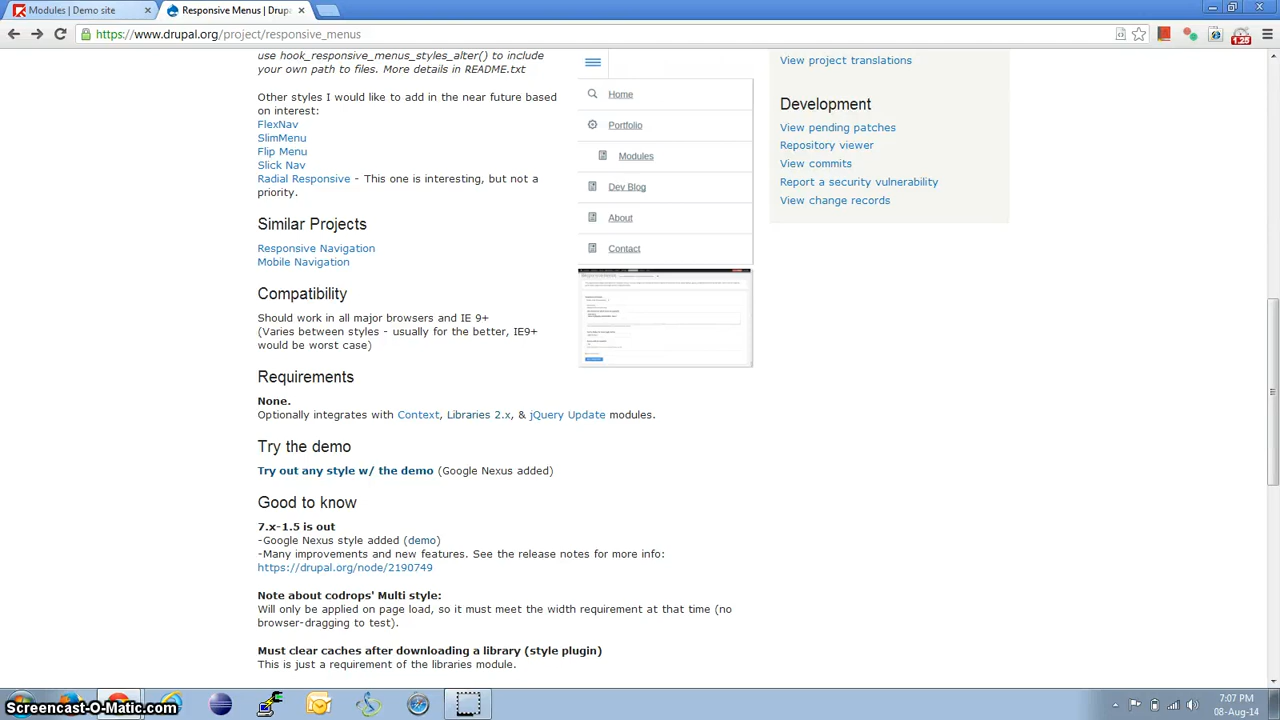 Modules | Demo site
Responsive Menus | Drup
https://www.drupal.org/project/responsive_menus
1.25
use hook_responsive_menus_styles_alter() to include
your own path to files. More details in README.txt
Other styles I would like to add in the near future based
on interest:
FlexNav
SlimMenu
Flip Menu
Slick Nav
Radial Responsive - This one is interesting, but not a
priority.
Similar Projects
Responsive Navigation
Mobile Navigation
Compatibility
Should work in all major browsers and IE 9+
(Varies between styles - usually for the better, IE9+
would be worst case)
Requirements
None.
Optionally integrates with Context, Libraries 2.x, & jQuery Update modules.
Try the demo
Try out any style w/ the demo (Google Nexus added)
Good to know
7.x-1.5 is out
-Google Nexus style added (demo)
-Many improvements and new features. See the release notes for more info:
https://drupal.org/node/2190749
Note about codrops' Multi style:
Will only be applied on page load, so it must meet the width requirement at that time (no
browser-dragging to test).
Must clear caches after downloading a library (style plugin)
This is just a requirement of the libraries module.
Home
Portfolio
Modules
Dev Blog
About
Contact
View project translations
Development
View pending patches
Repository viewer
View commits
Report a security vulnerability
View change records
Screencast-O-Matic.com
7:07 PM
08-Aug-14